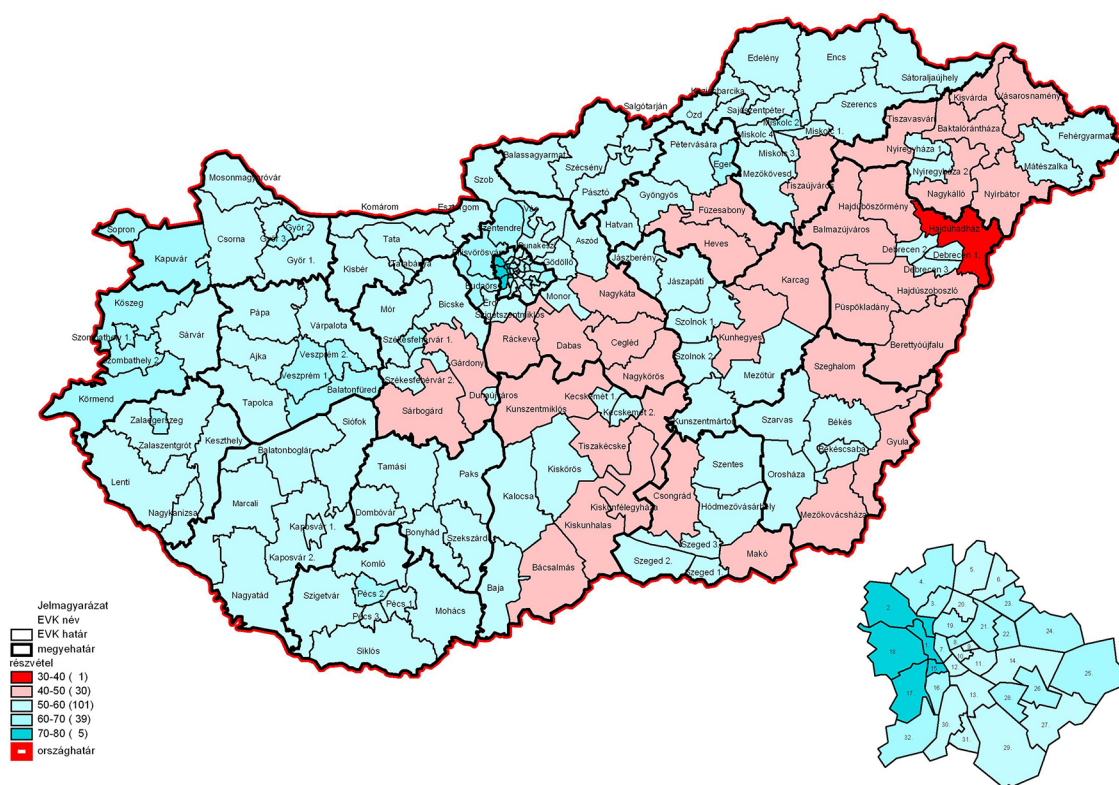 Edelény
Encs
Sátoraljaújhely
Kazincbarcika
Salgótarján
Ózd
Sajószentpéter
Szerencs
Kisvárda
Vásárosnamény
Tiszavasvári
Miskolc 2.
Miskolc 4.
Miskolc 1.
Baktalórántháza
Fehérgyarmat
Pétervására
Balassagyarmat
Szécsény
Miskolc 3.
Nyíregyháza 1.
Mátészalka
Eger
Mezőkövesd
Nyíregyháza 2.
Mosonmagyaróvár
Szob
Pásztó
Tiszaújváros
Nagykálló
Nyírbátor
Gyöngyös
Komárom
Esztergom
Vác
Füzesabony
Hajdúböszörmény
Sopron
Győr 2.
Szentendre
Hatvan
Balmazújváros
Hajdúhadház
Csorna
Győr 3.
Tata
Dunakeszi
Aszód
Heves
Debrecen 2.
Debrecen 1.
Kapuvár
Győr 1.
Kisbér
Tatabánya
Pilisvörösvár
Gödöllő
Jászberény
Debrecen 3.
Karcag
Jászapáti
Hajdúszoboszló
Budaörs
Nagykáta
Kőszeg
Mór
Bicske
Érd
Monor
Püspökladány
Pápa
Várpalota
Szigetszentmiklós
Szolnok 1.
Szombathely 1.
Sárvár
Székesfehérvár 1.
Ráckeve
Dabas
Cegléd
Kunhegyes
Berettyóújfalu
Szombathely 2.
Ajka
Veszprém 2.
Gárdony
Szolnok 2.
Mezőtúr
Szeghalom
Veszprém 1.
Székesfehérvár 2.
Nagykőrös
Körmend
Tapolca
Balatonfüred
Dunaújváros
Kecskemét 1.
Sárbogárd
Kunszentmiklós
Kecskemét 2.
Kunszentmárton
Szarvas
Békés
Zalaegerszeg
Siófok
Gyula
Zalaszentgrót
Keszthely
Tiszakécske
Békéscsaba
Balatonboglár
Tamási
Paks
Kiskőrös
Szentes
Orosháza
Lenti
Kalocsa
Csongrád
Marcali
Kiskunfélegyháza
Hódmezővásárhely
Nagykanizsa
Dombóvár
Mezőkovácsháza
Kaposvár 1.
Bonyhád
Szekszárd
Kiskunhalas
Szeged 3.
Kaposvár 2.
Komló
Szeged 2.
Makó
Bácsalmás
Szeged 1.
Nagyatád
Szigetvár
Pécs 2.
Baja
Pécs 1.
Mohács
Pécs 3.
Siklós
Jelmagyarázat
EVK név
EVK határ
megyehatár
részvétel
30-40 ( 1)
40-50 ( 30)
50-60 (101)
60-70 ( 39)
70-80 ( 5)
országhatár
5.
4.
6.
2.
3.
20.
23.
19.
21.
22.
24.
1.
7.
8.
9.
18.
10.
14.
15.
12.
11.
25.
17.
16.
13.
28.
26.
32.
30.
27.
31.
29.